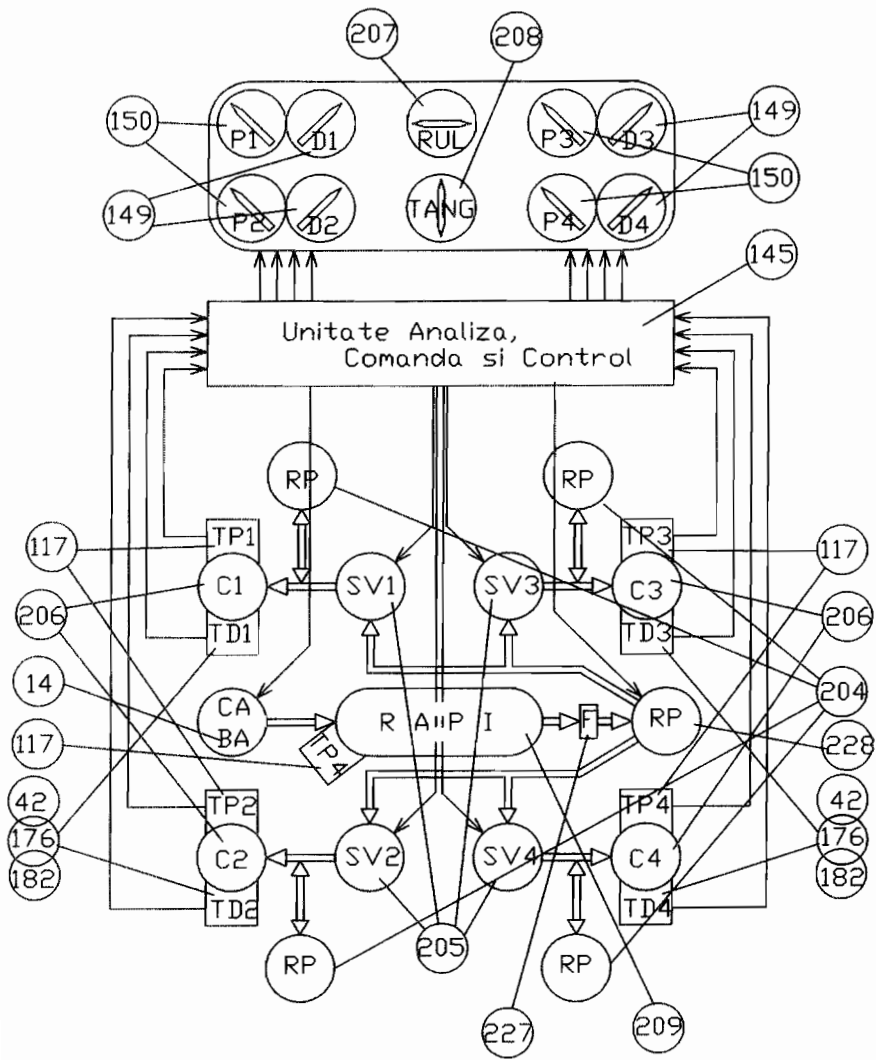 207
208
150
P1
D1
RUL
P3
D3
149
149
P2
D2
TANG
P4
D4
150
145
Unitate Analiza,
Comanda si Control
RP
RP
117
TP1
TP3
117
206
C1
SV1
SV3
C3
206
TD1
TD3
14
CA
BA
R A P I
F
RP
204
117
TP4
228
42
TP2
TP4
42
176
C2
SV2
SV4
C4
176
182
TD2
TD4
182
RP
205
RP
227
209